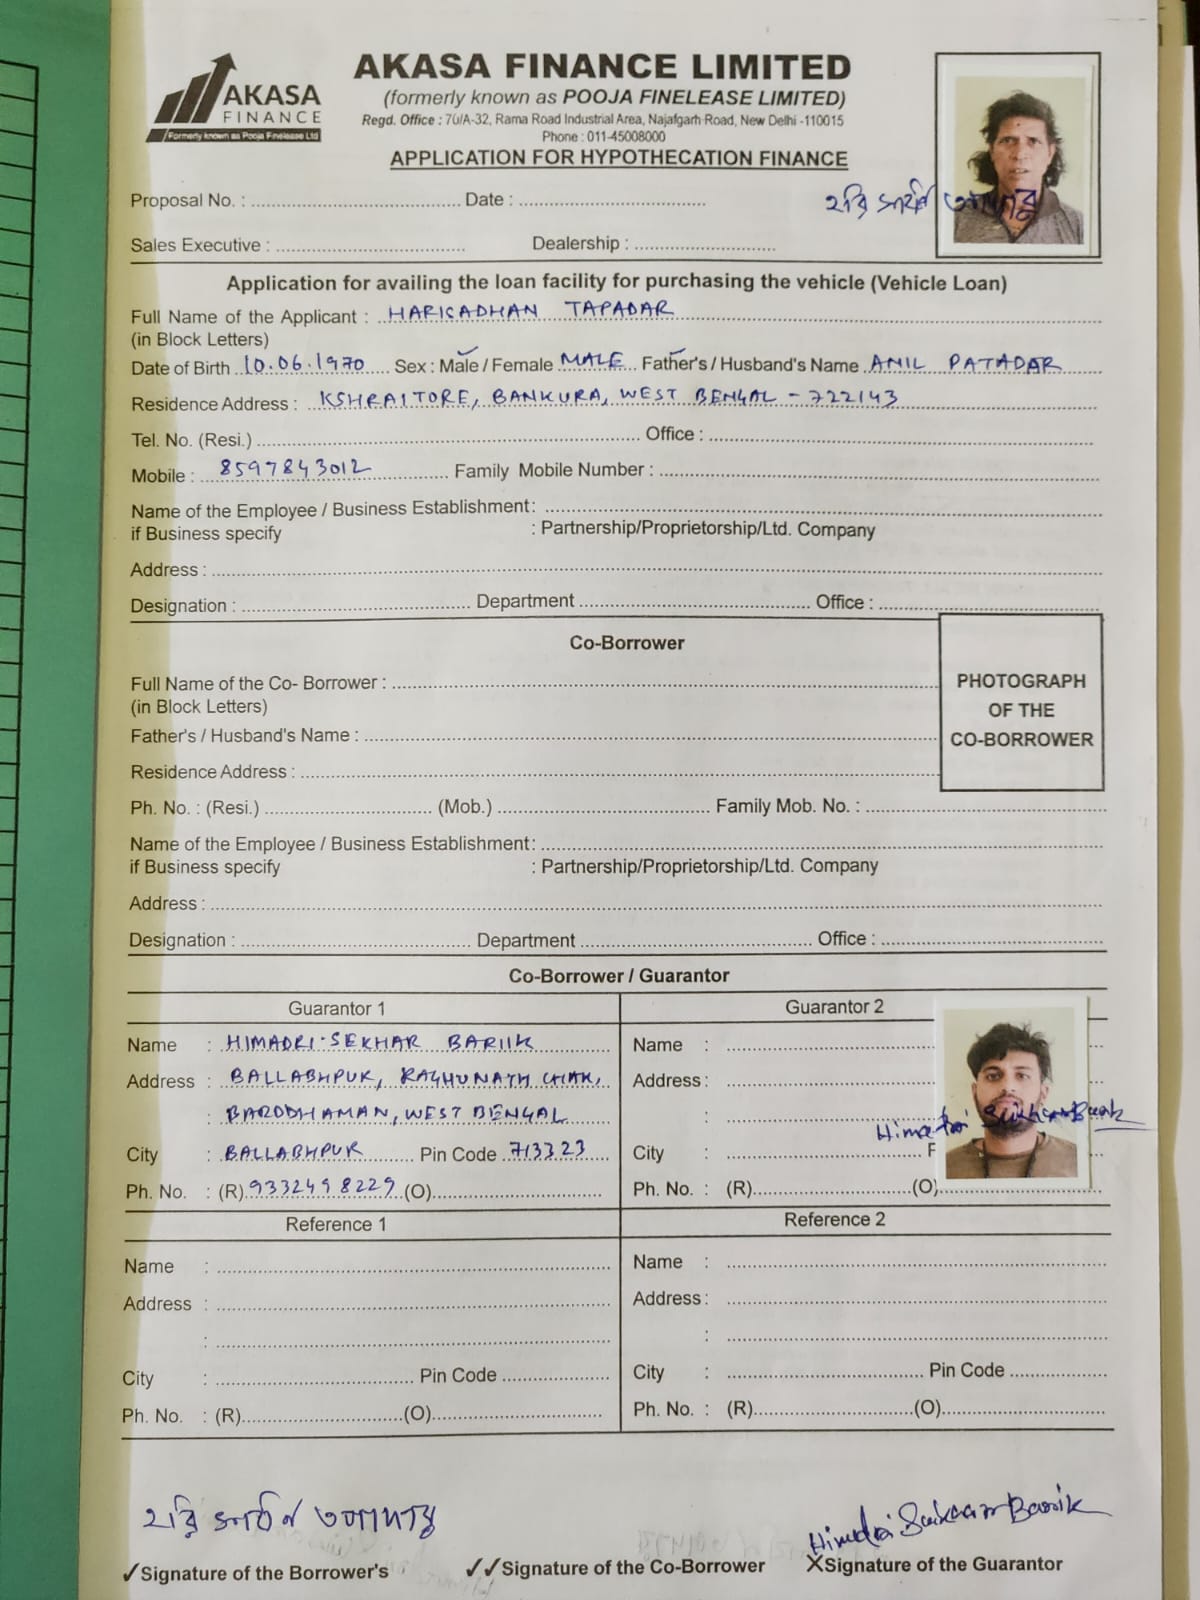 AKASA
FINANCE
Formerly known as Pooja Finelease Ltd
AKASA FINANCE LIMITED
(formerly known as POOJA FINELEASE LIMITED)
Regd. Office : 70/A-32, Rama Road Industrial Area, Najafgarh Road, New Delhi -110015
Phone : 011-45008000
APPLICATION FOR HYPOTHECATION FINANCE
Proposal No. : Date :
হরি সাধন তপাদার
Sales Executive : Dealership :
Application for availing the loan facility for purchasing the vehicle (Vehicle Loan)
Full Name of the Applicant : HARISADHAN TAPADAR
(in Block Letters)
Date of Birth 10.06.1970 Sex : Male / Female MALE Father's / Husband's Name ANIL PATADAR
Residence Address : KSHRAITORE, BANKURA, WEST BENGAL - 722143
Tel. No. (Resi.) Office :
Mobile : 8597843012 Family Mobile Number :
Name of the Employee / Business Establishment:
if Business specify : Partnership/Proprietorship/Ltd. Company
Address :
Designation : Department Office :
Co-Borrower
Full Name of the Co- Borrower :
(in Block Letters)
PHOTOGRAPH
OF THE
CO-BORROWER
Father's / Husband's Name :
Residence Address :
Ph. No. : (Resi.) (Mob.) Family Mob. No. :
Name of the Employee / Business Establishment:
if Business specify : Partnership/Proprietorship/Ltd. Company
Address :
Designation : Department Office :
Co-Borrower / Guarantor
Guarantor 1
Name : HIMADRI SEKHAR BARIIK
Address : BALLABHPUR, RAGHUNATH CHAK,
: BARDDHAMAN, WEST BENGAL
City : BALLABHPUR Pin Code 713323
Ph. No. : (R) 9332498229 (O)
Guarantor 2
Name :
Address :
:
City : P
Ph. No. : (R) (O)
Reference 1
Name :
Address :
:
City : Pin Code
Ph. No. : (R) (O)
Reference 2
Name :
Address :
:
City : Pin Code
Ph. No. : (R) (O)
হরি সাধন তপাদার
✓Signature of the Borrower's
✓✓Signature of the Co-Borrower
XSignature of the Guarantor